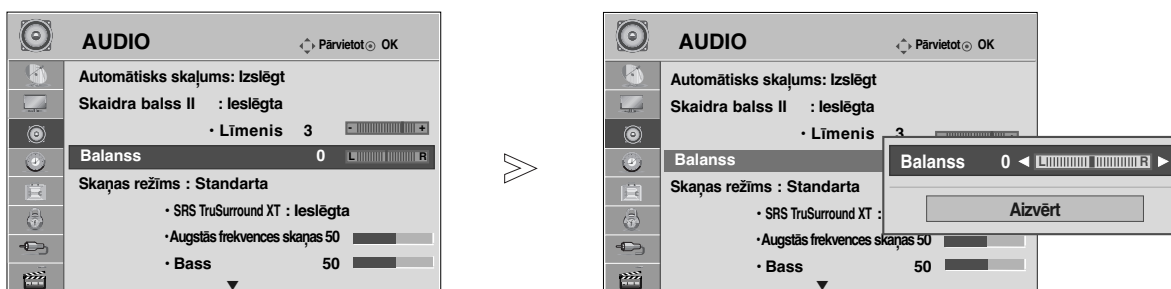 AUDIO
Pārvietot OK
Automātisks skaļums: Izslēgt
Skaidra balss II : Ieslēgta
• Līmenis 3 - +
Balanss 0 L R
Skaņas režīms : Standarta
• SRS TruSurround XT : Ieslēgta
•Augstās frekvences skaņas 50
• Bass 50
AUDIO
Pārvietot OK
Automātisks skaļums: Izslēgt
Skaidra balss II : Ieslēgta
• Līmenis 3
Balanss
Skaņas režīms : Standarta
• SRS TruSurround XT :
•Augstās frekvences skaņas 50
• Bass 50
Balanss 0 ◄ L R ►
Aizvērt